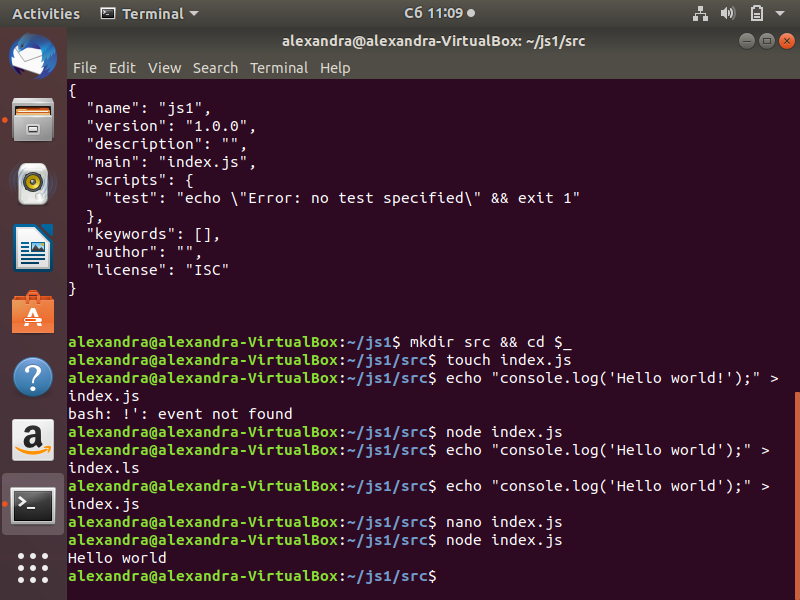 Activities Terminal Сб 11:09
alexandra@alexandra-VirtualBox: ~/js1/src
File Edit View Search Terminal Help
{
  "name": "js1",
  "version": "1.0.0",
  "description": "",
  "main": "index.js",
  "scripts": {
    "test": "echo \"Error: no test specified\" && exit 1"
  },
  "keywords": [],
  "author": "",
  "license": "ISC"
}
alexandra@alexandra-VirtualBox:~/js1$ mkdir src && cd $_
alexandra@alexandra-VirtualBox:~/js1/src$ touch index.js
alexandra@alexandra-VirtualBox:~/js1/src$ echo "console.log('Hello world!');" >
index.js
bash: !': event not found
alexandra@alexandra-VirtualBox:~/js1/src$ node index.js
alexandra@alexandra-VirtualBox:~/js1/src$ echo "console.log('Hello world');" >
index.ls
alexandra@alexandra-VirtualBox:~/js1/src$ echo "console.log('Hello world');" >
index.js
alexandra@alexandra-VirtualBox:~/js1/src$ nano index.js
alexandra@alexandra-VirtualBox:~/js1/src$ node index.js
Hello world
alexandra@alexandra-VirtualBox:~/js1/src$